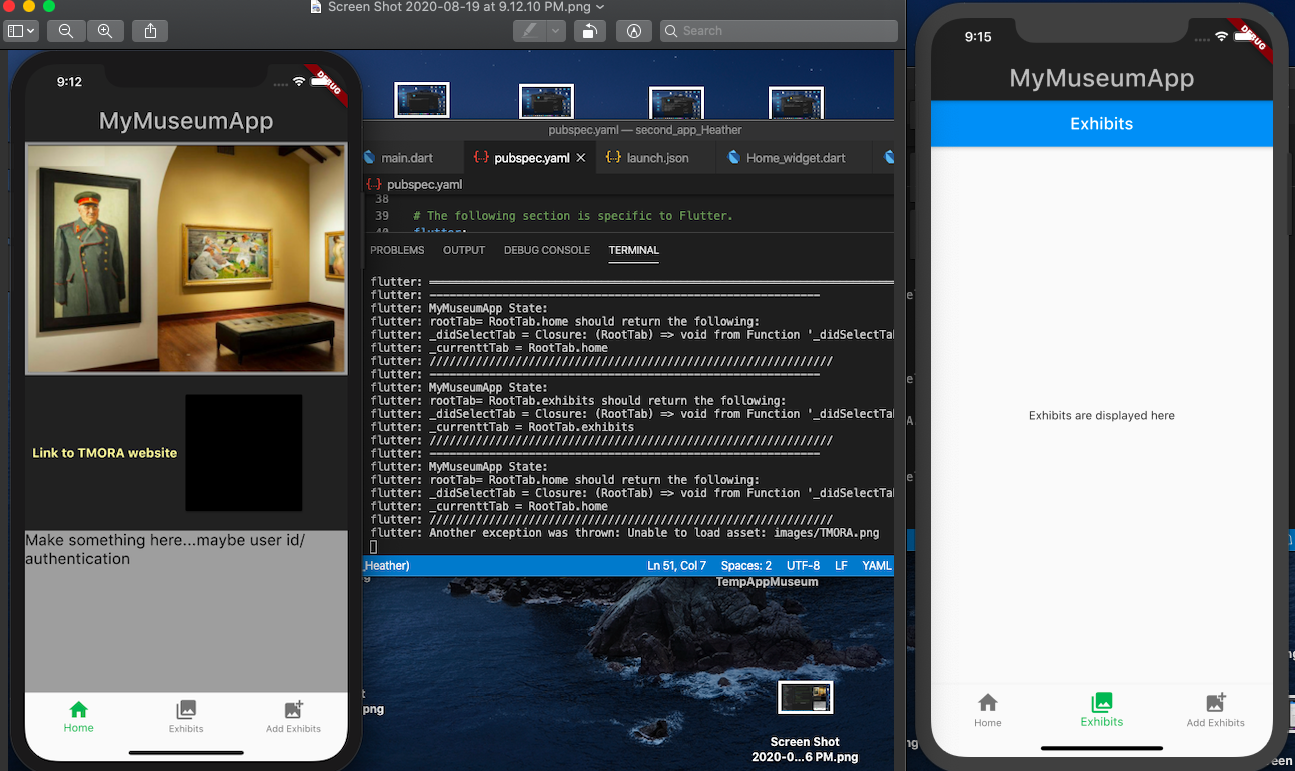 Screen Shot 2020-08-19 at 9.12.10 PM.png
Search
9:12
DEBUG
MyMuseumApp
Link to TMORA website
Make something here...maybe user id/
authentication
Home
Exhibits
Add Exhibits
pubspec.yaml — second_app_Heather
main.dart
{} pubspec.yaml ×
{} launch.json
Home_widget.dart
{} pubspec.yaml
38
39 # The following section is specific to Flutter.
40 flutter:
PROBLEMS OUTPUT DEBUG CONSOLE TERMINAL
flutter: ══════════════════════════════════════════════════════════════════════
flutter: -----------------------------------------------------------
flutter: MyMuseumApp State:
flutter: rootTab= RootTab.home should return the following:
flutter: _didSelectTab = Closure: (RootTab) => void from Function '_didSelectTab
flutter: _currenttTab = RootTab.home
flutter: /////////////////////////////////////////////////'////////////
flutter: -----------------------------------------------------------
flutter: MyMuseumApp State:
flutter: rootTab= RootTab.exhibits should return the following:
flutter: _didSelectTab = Closure: (RootTab) => void from Function '_didSelectTab
flutter: _currenttTab = RootTab.exhibits
flutter: /////////////////////////////////////////////////'////////////
flutter: -----------------------------------------------------------
flutter: MyMuseumApp State:
flutter: rootTab= RootTab.home should return the following:
flutter: _didSelectTab = Closure: (RootTab) => void from Function '_didSelectTab
flutter: _currenttTab = RootTab.home
flutter: /////////////////////////////////////////////////'////////////
flutter: Another exception was thrown: Unable to load asset: images/TMORA.png
_Heather) Ln 51, Col 7 Spaces: 2 UTF-8 LF YAML
TempAppMuseum
png
Screen Shot
2020-0...6 PM.png
9:15
DEBUG
MyMuseumApp
Exhibits
Exhibits are displayed here
Home
Exhibits
Add Exhibits